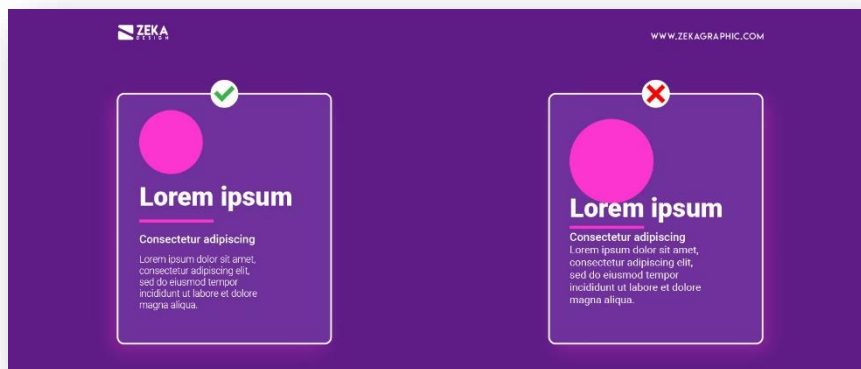 ZEKA
DESIGN
WWW.ZEKAGRAPHIC.COM
Lorem ipsum
Consectetur adipiscing
Lorem ipsum dolor sit amet,
consectetur adipiscing elit,
sed do eiusmod tempor
incididunt ut labore et dolore
magna aliqua.
Lorem ipsum
Consectetur adipiscing
Lorem ipsum dolor sit amet,
consectetur adipiscing elit,
sed do eiusmod tempor
incididunt ut labore et dolore
magna aliqua.